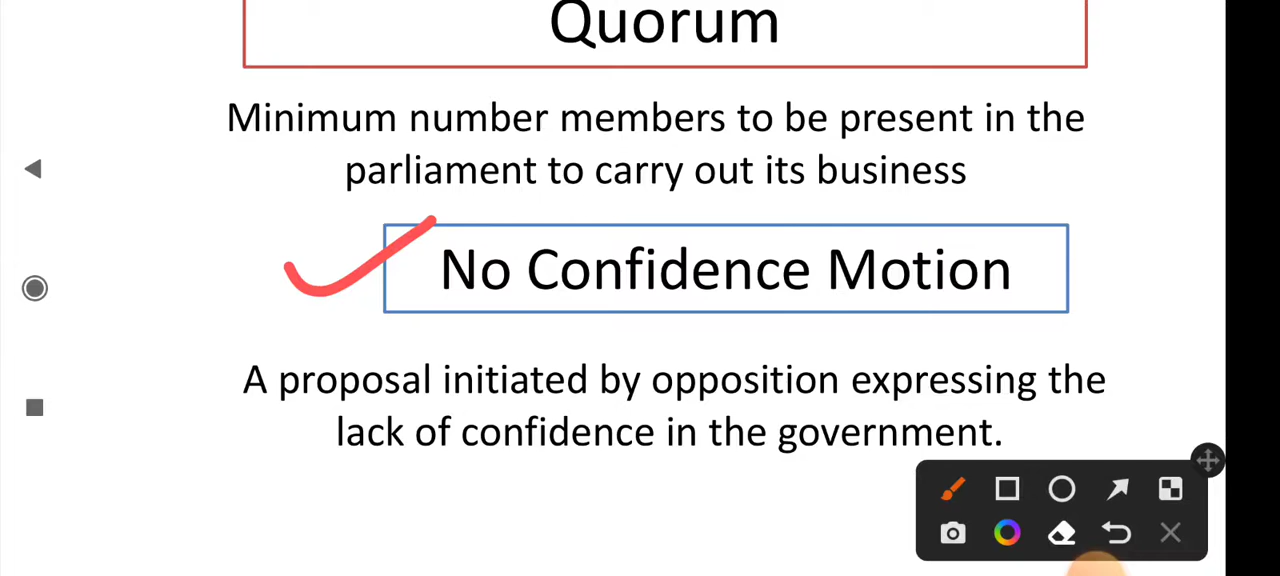 Quorum
Minimum number members to be present in the
parliament to carry out its business
No Confidence Motion
A proposal initiated by opposition expressing the
lack of confidence in the government.